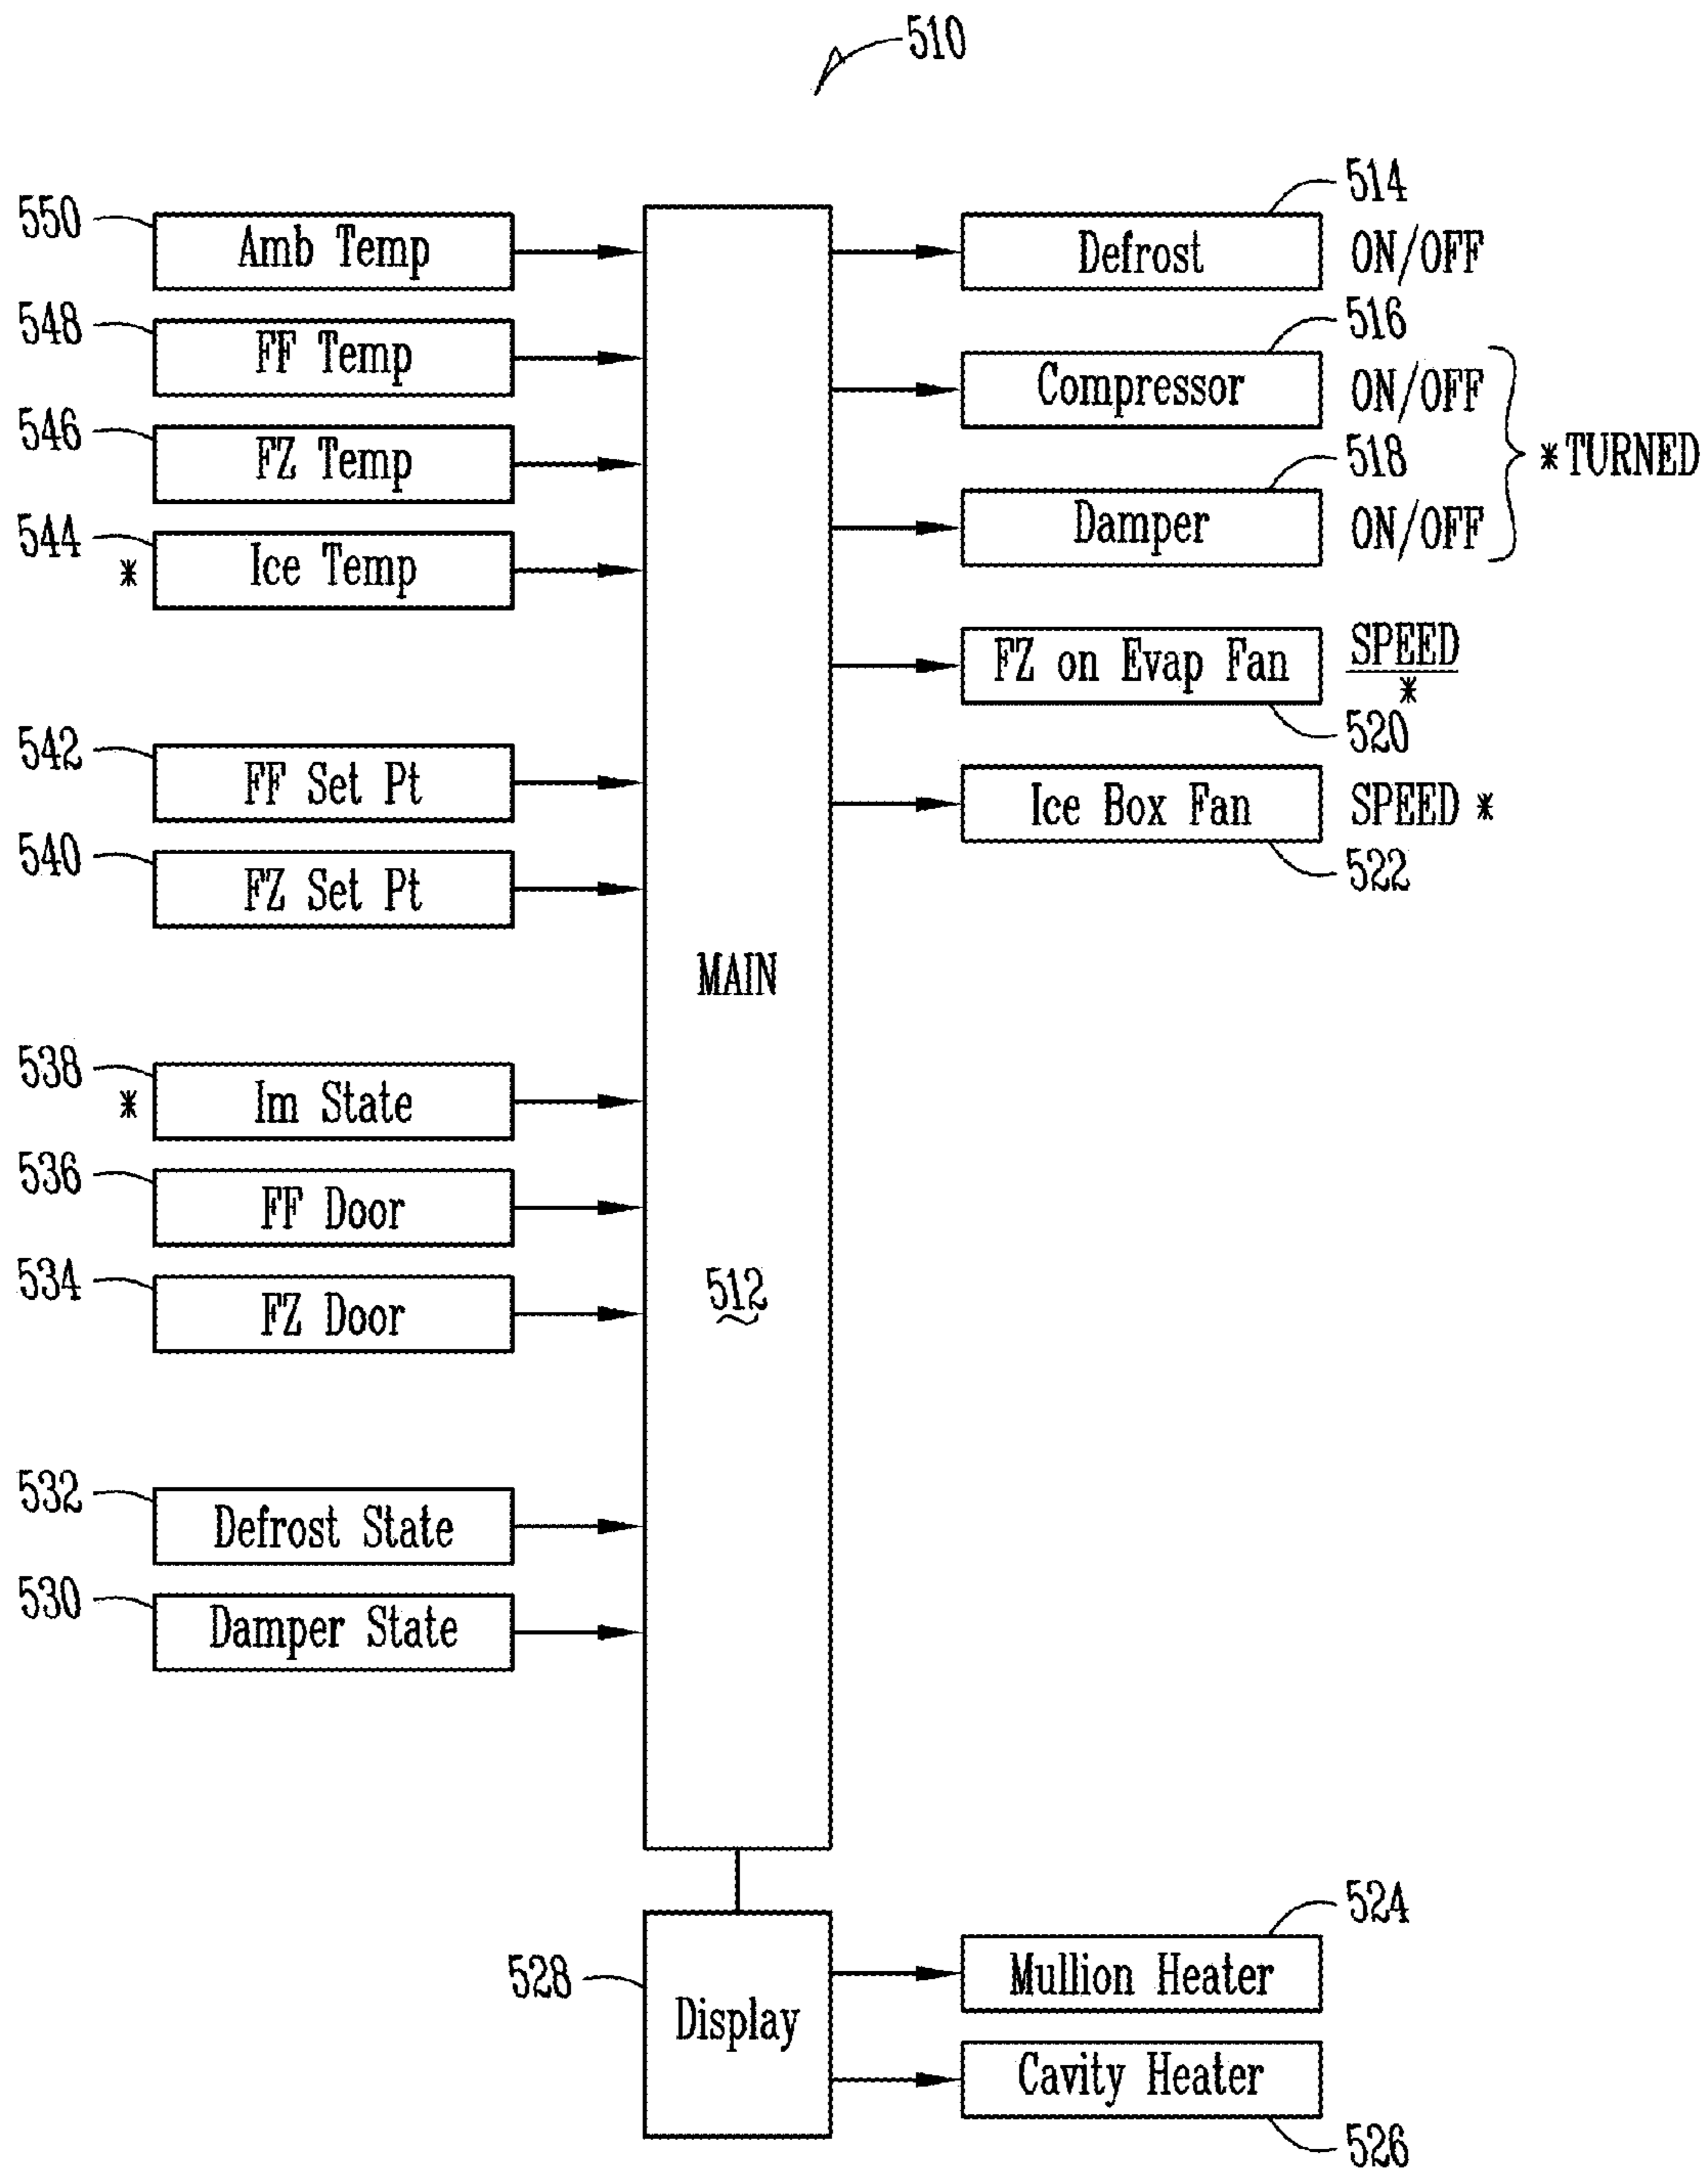 510
550
Amb Temp
548
FF Temp
546
FZ Temp
544
* Ice Temp
542
FF Set Pt
540
FZ Set Pt
538
* Im State
536
FF Door
534
FZ Door
532
Defrost State
530
Damper State
MAIN
512
514
Defrost ON/OFF
516
Compressor ON/OFF
* TURNED
518
Damper ON/OFF
FZ on Evap Fan SPEED
*
520
Ice Box Fan SPEED *
522
528
Display
524
Mullion Heater
Cavity Heater
526